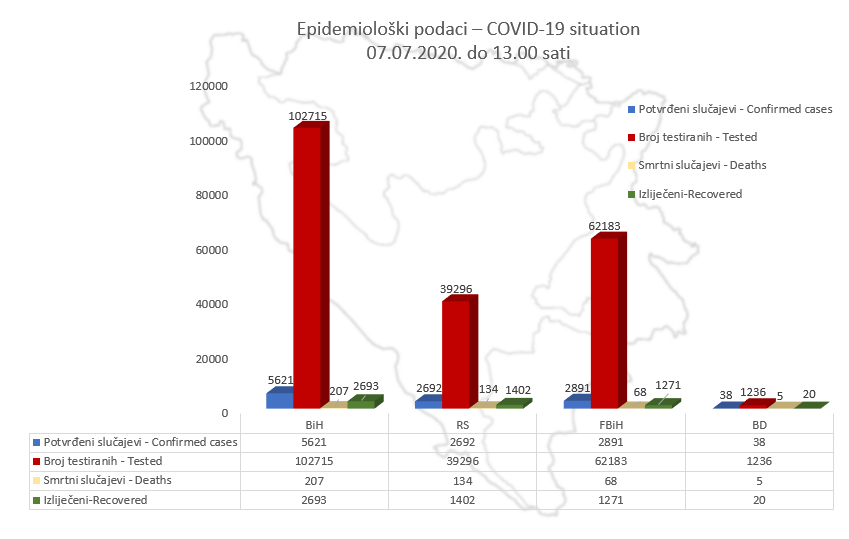 Epidemiološki podaci – COVID-19 situation
07.07.2020. do 13.00 sati
120000
100000
80000
60000
40000
20000
0
Potvrđeni slučajevi - Confirmed cases
Broj testiranih - Tested
Smrtni slučajevi - Deaths
Izliječeni-Recovered
5621 102715 207 2693
2692 39296 134 1402
2891 62183 68 1271
38 1236 5 20
BiH RS FBiH BD
Potvrđeni slučajevi - Confirmed cases 5621 2692 2891 38
Broj testiranih - Tested 102715 39296 62183 1236
Smrtni slučajevi - Deaths 207 134 68 5
Izliječeni-Recovered 2693 1402 1271 20